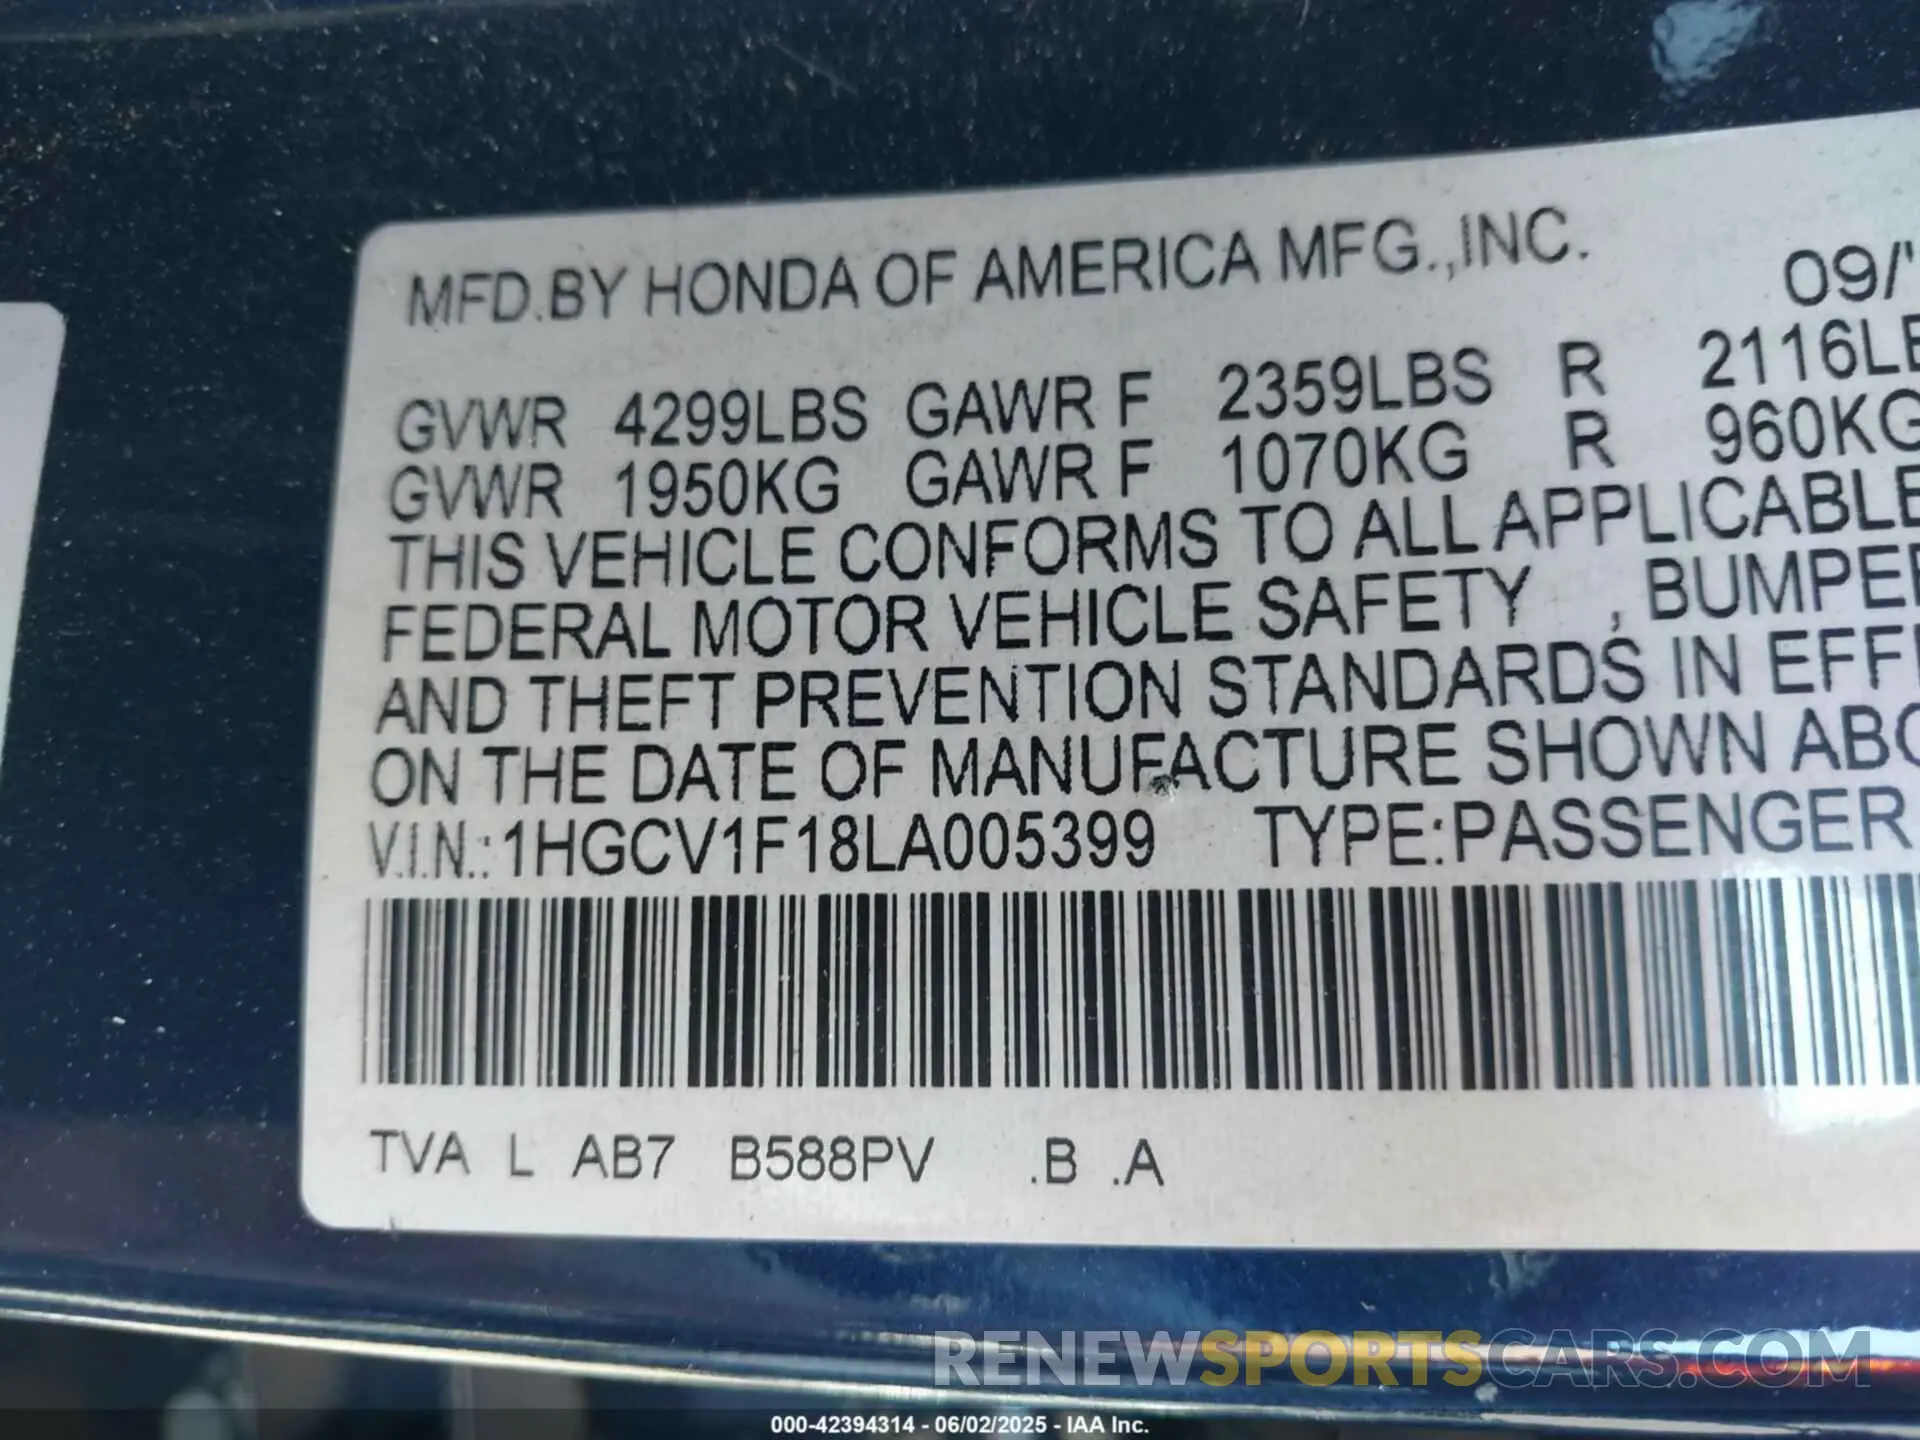 MFD.BY HONDA OF AMERICA MFG.,INC. 09/'
GVWR 4299LBS GAWR F 2359LBS R 2116LB
GVWR 1950KG GAWR F 1070KG R 960KG
THIS VEHICLE CONFORMS TO ALL APPLICABLE
FEDERAL MOTOR VEHICLE SAFETY , BUMPER
AND THEFT PREVENTION STANDARDS IN EFF
ON THE DATE OF MANUFACTURE SHOWN ABO
V.I.N.: 1HGCV1F18LA005399 TYPE:PASSENGER
TVA L AB7 B588PV .B .A
RENEWSPORTSCARS.COM
000-42394314 - 06/02/2025 - IAA Inc.